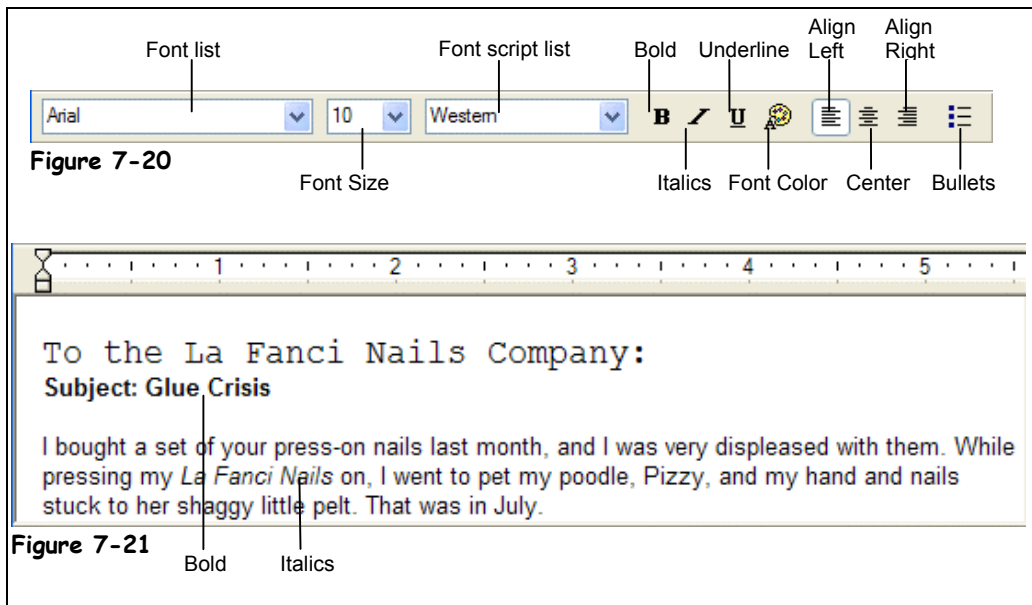 Font list
Font script list
Bold
Underline
Align
Left
Align
Right
Arial
10
Western
B I U
Figure 7-20
Font Size
Italics
Font Color
Center
Bullets
1 2 3 4 5
To the La Fanci Nails Company:
Subject: Glue Crisis
I bought a set of your press-on nails last month, and I was very displeased with them. While
pressing my La Fanci Nails on, I went to pet my poodle, Pizzy, and my hand and nails
stuck to her shaggy little pelt. That was in July.
Figure 7-21
Bold
Italics